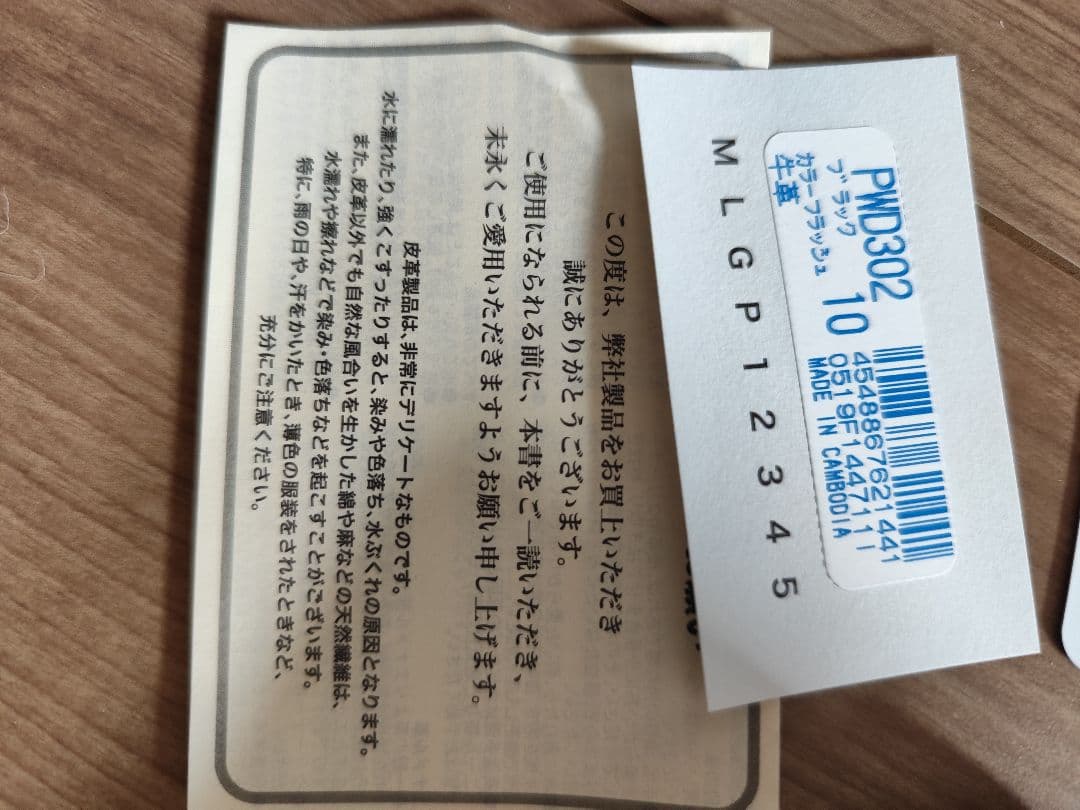 この度は、弊社製品をお買上いただき
誠にありがとうございます。
ご使用になられる前に、本書をご一読いただき、
末永くご愛用いただきますようお願い申し上げます。
皮革製品は、非常にデリケートなものです。
水に濡れたり、強くこすったりすると、染みや色落ち、水ぶくれの原因となります。
また、皮革以外でも自然な風合いを生かした綿や麻などの天然繊維は、
水濡れや擦れなどで染み・色落ちなどを起こすことがございます。
特に、雨の日や、汗をかいたとき、薄色の服装をされたときなど、
充分にご注意ください。
PWD302
ブラック
カラーフラッシュ
牛革
10
4548867621441
0519F144711
MADE IN CAMBODIA
MLGP12345